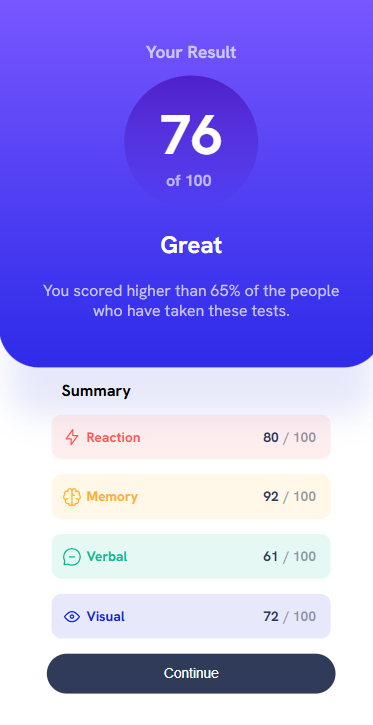 Your Result
76
of 100
Great
You scored higher than 65% of the people
who have taken these tests.
Summary
Reaction 80 / 100
Memory 92 / 100
Verbal 61 / 100
Visual 72 / 100
Continue